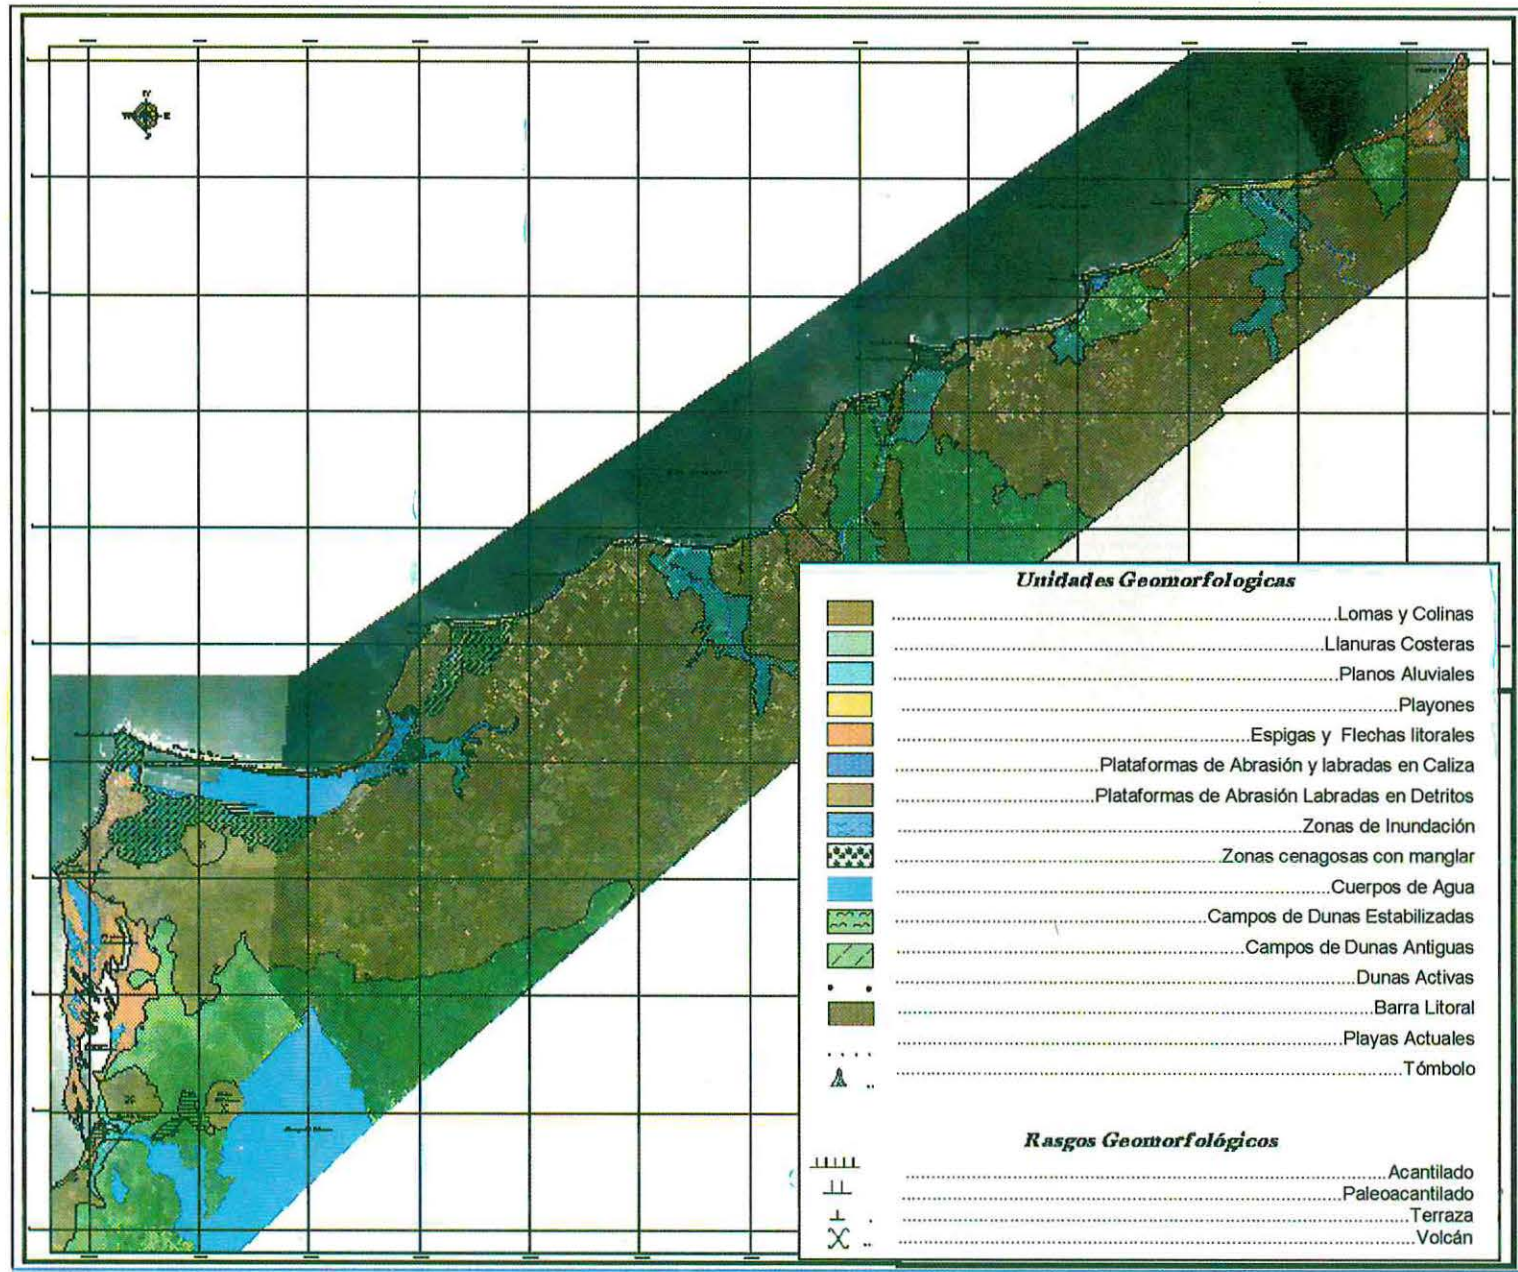 Unidades Geomorfologicas
Lomas y Colinas
Llanuras Costeras
Planos Aluviales
Playones
Espigas y Flechas litorales
Plataformas de Abrasión y labradas en Caliza
Plataformas de Abrasión Labradas en Detritos
Zonas de Inundación
Zonas cenagosas con manglar
Cuerpos de Agua
Campos de Dunas Estabilizadas
Campos de Dunas Antiguas
Dunas Activas
Barra Litoral
Playas Actuales
Tómbolo
Rasgos Geomorfológicos
Acantilado
Paleoacantilado
Terraza
Volcán